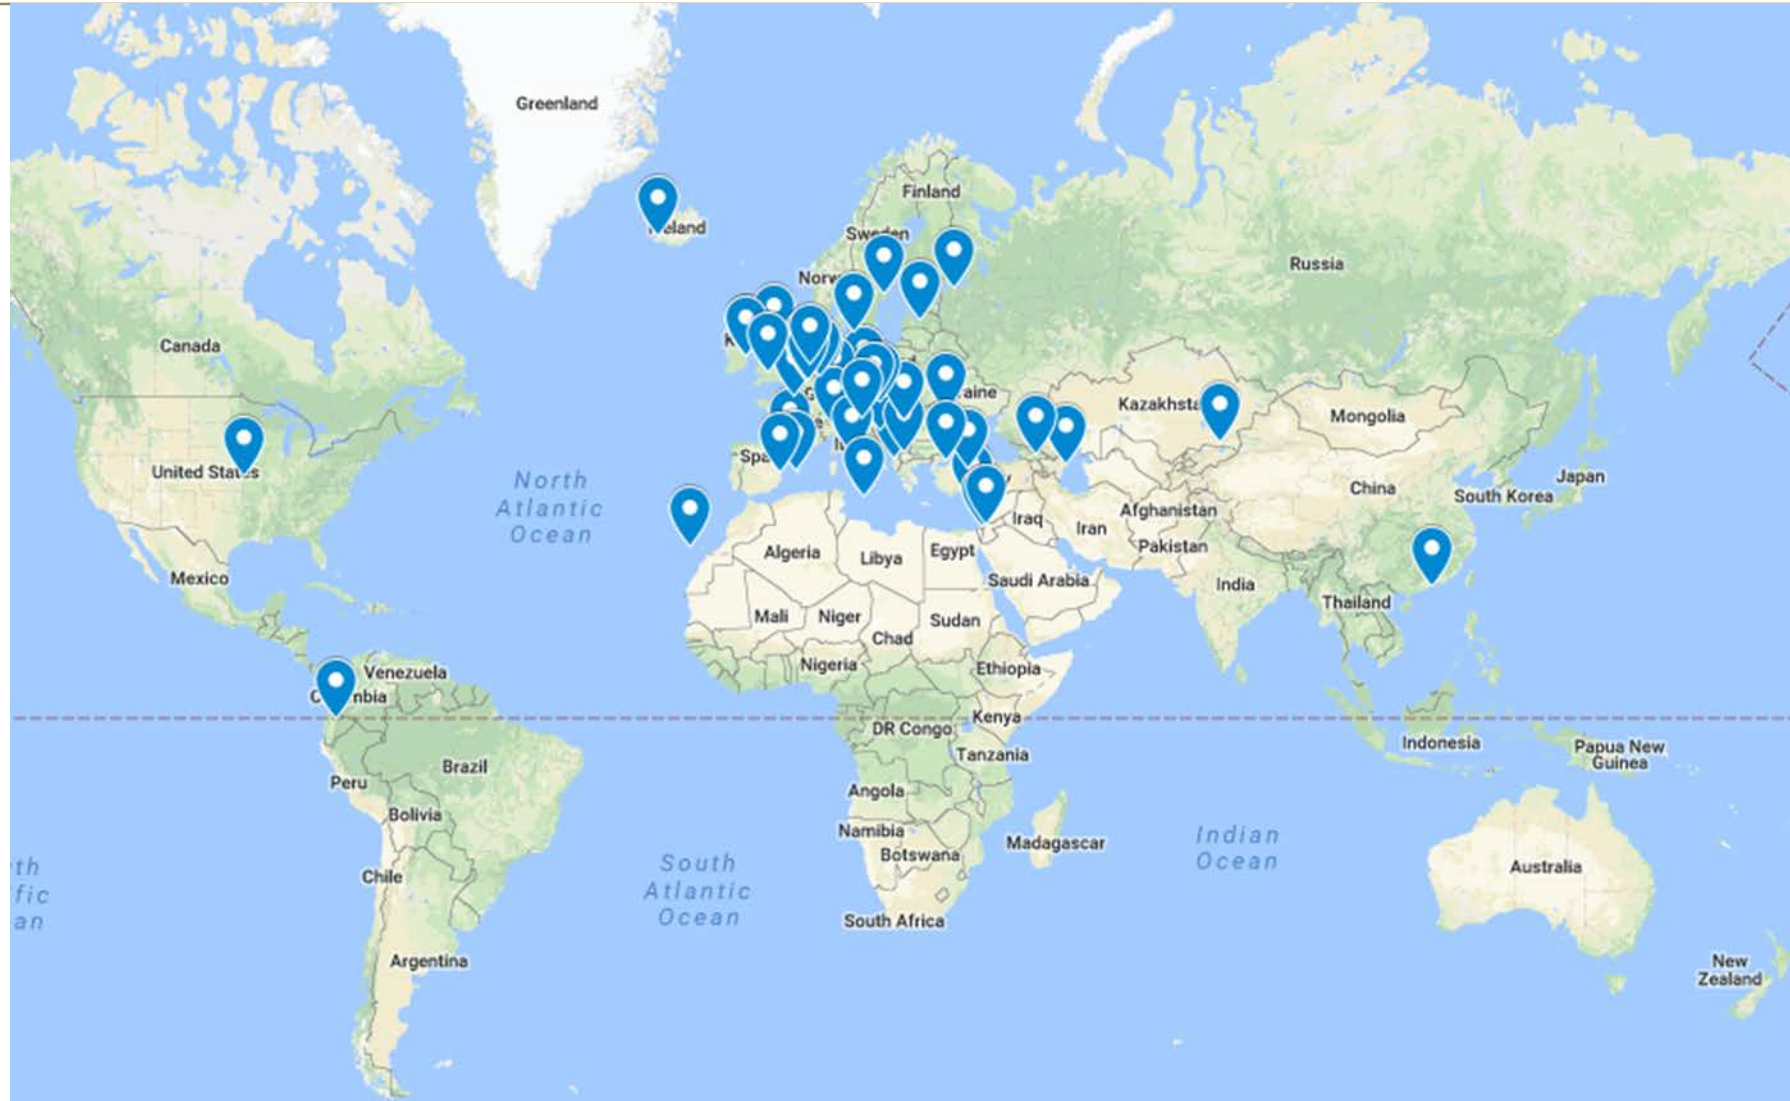 Greenland
Finland
Sweden
Russia
Canada
Kazakhsta
Mongolia
United States
North
Atlantic
Ocean
Japan
China
South Korea
Afghanistan
Iraq
Iran
Pakistan
Algeria
Libya
Egypt
Saudi Arabia
India
Mexico
Thailand
Mali
Niger
Sudan
Chad
Nigeria
Ethiopia
Venezuela
Kenya
DR Congo
Indonesia
Papua New
Guinea
Tanzania
Brazil
Peru
Angola
Bolivia
Namibia
Madagascar
Botswana
Indian
Ocean
South
Atlantic
Ocean
Australia
Chile
South Africa
Argentina
New
Zealand